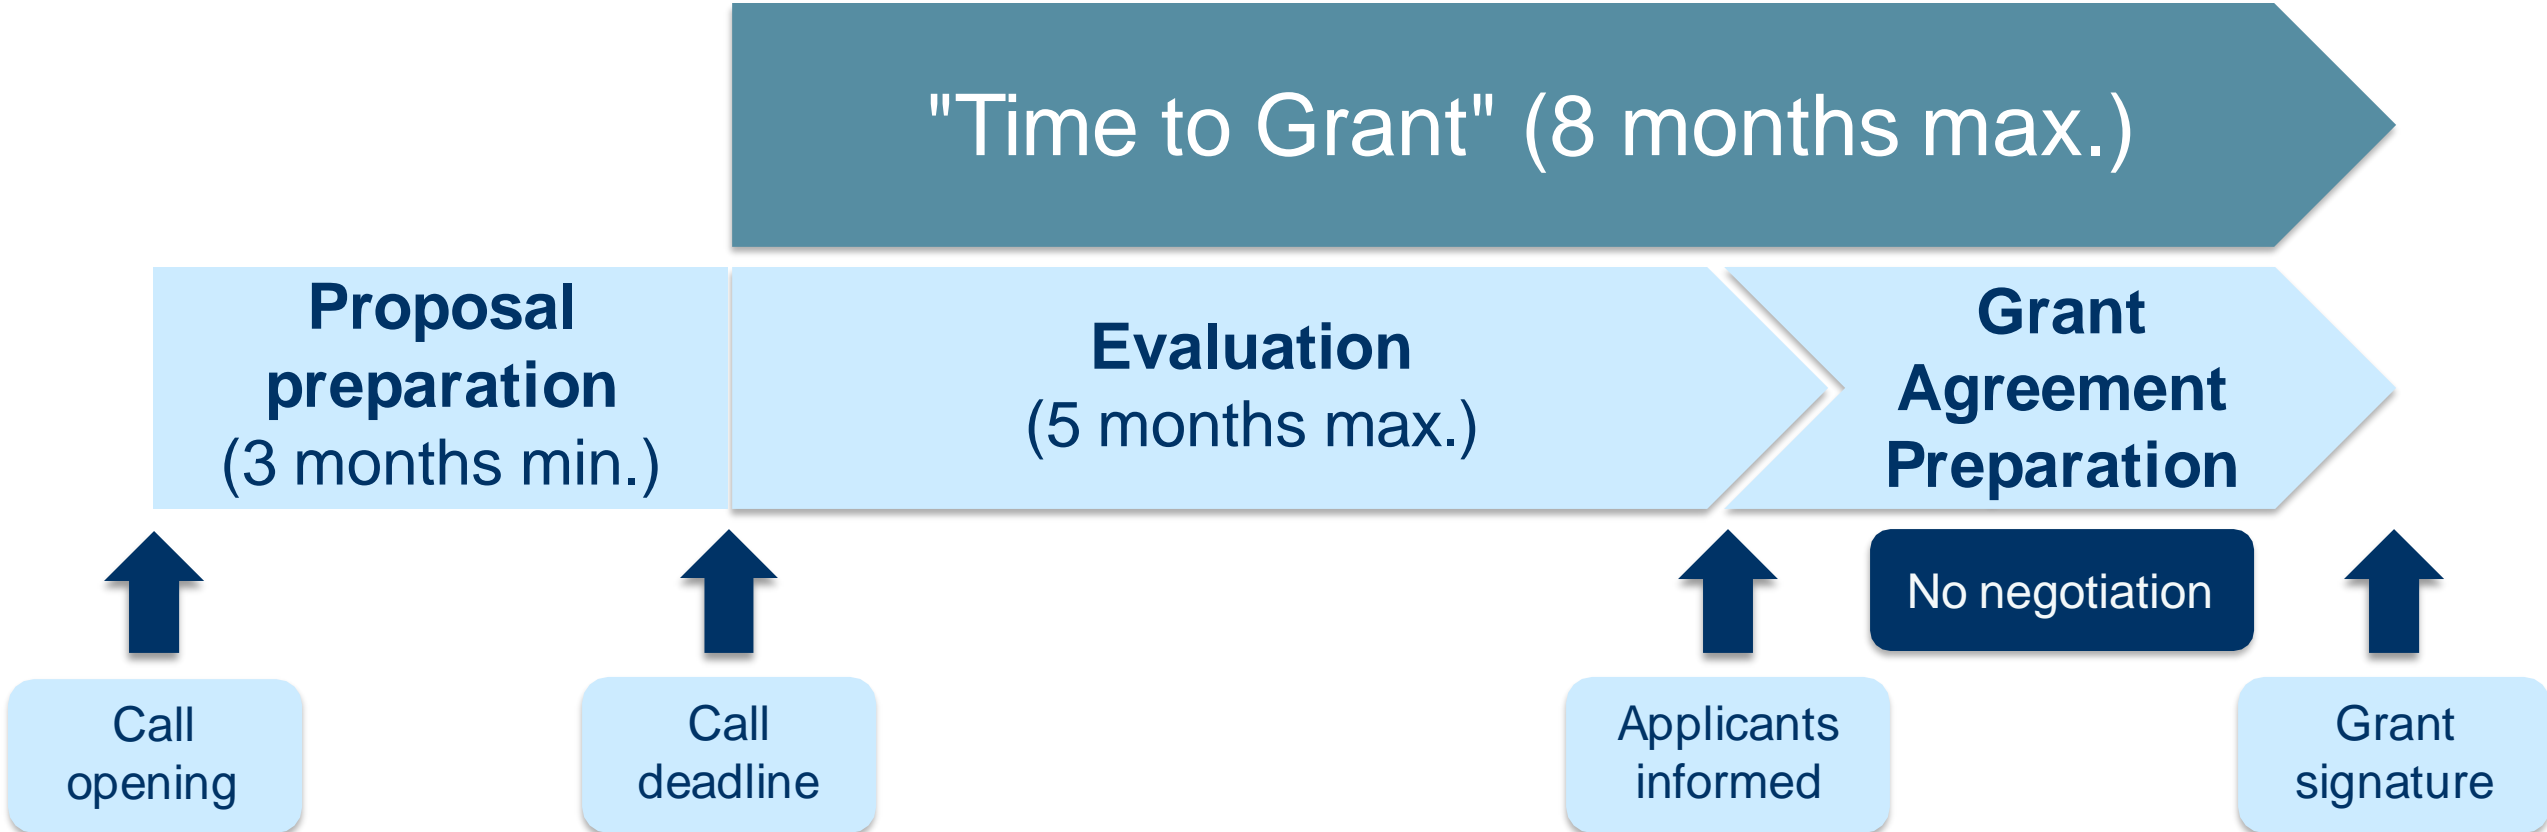 "Time to Grant" (8 months max.)
Proposal
preparation
(3 months min.)
Evaluation
(5 months max.)
Grant
Agreement
Preparation
No negotiation
Call
opening
Call
deadline
Applicants
informed
Grant
signature